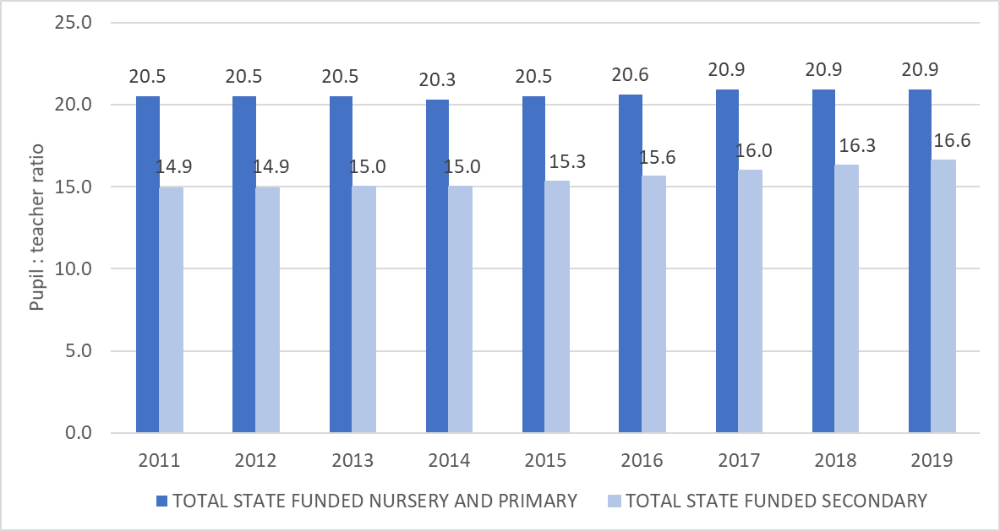 25.0
20.0
15.0
10.0
5.0
0.0
Pupil : teacher ratio
20.5 20.5 20.5 20.3 20.5 20.6 20.9 20.9 20.9
14.9 14.9 15.0 15.0 15.3 15.6 16.0 16.3 16.6
2011 2012 2013 2014 2015 2016 2017 2018 2019
TOTAL STATE FUNDED NURSERY AND PRIMARY TOTAL STATE FUNDED SECONDARY